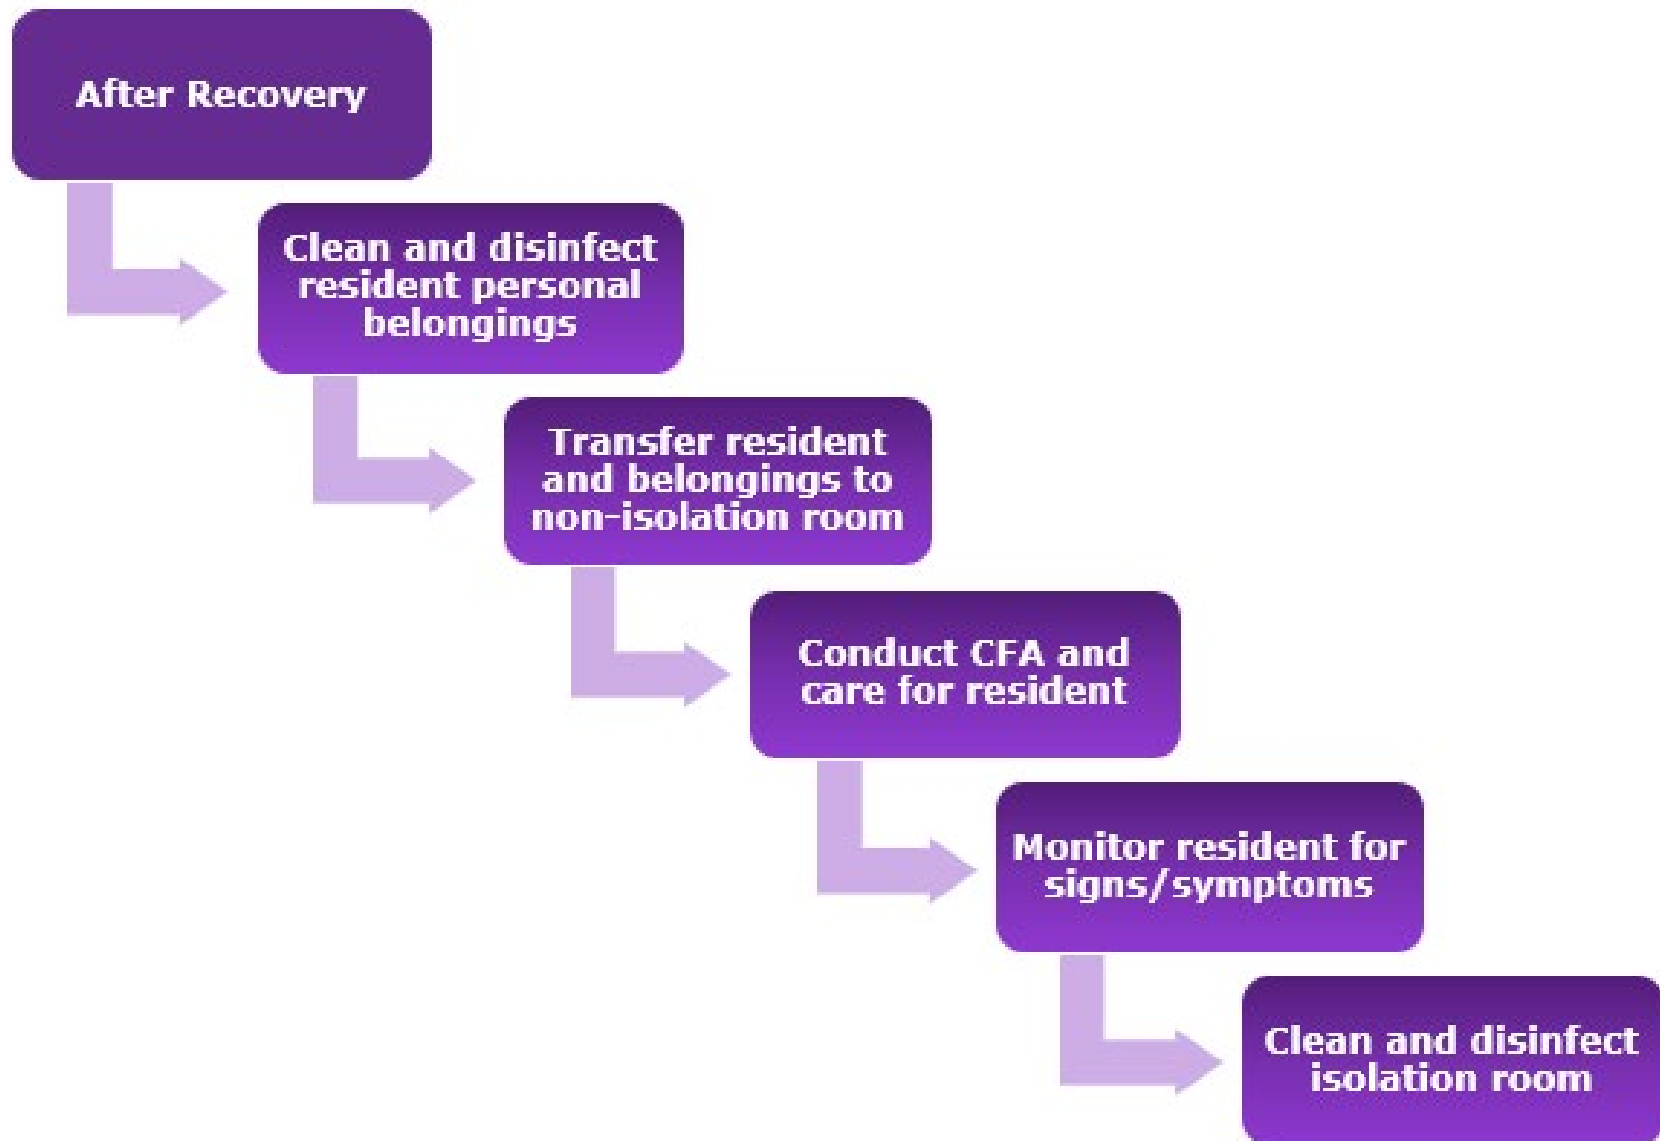 After Recovery
Clean and disinfect
resident personal
belongings
Transfer resident
and belongings to
non-isolation room
Conduct CFA and
care for resident
Monitor resident for
signs/symptoms
Clean and disinfect
isolation room